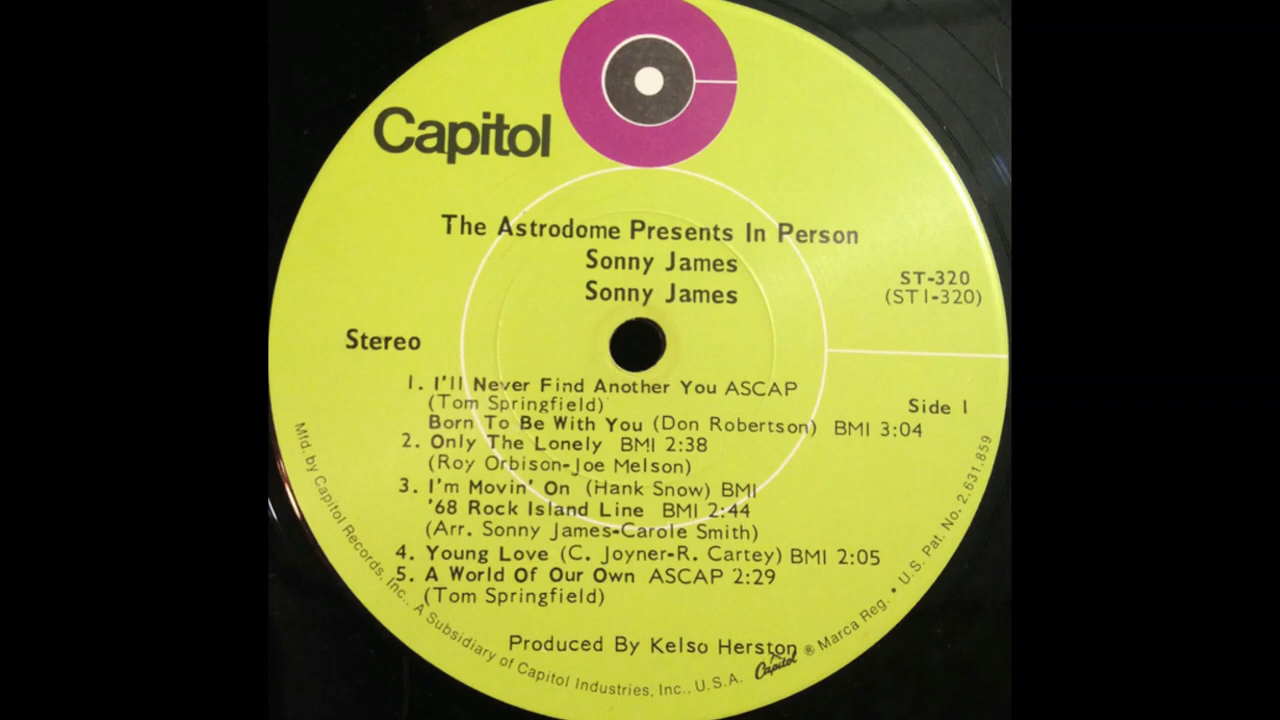 Capitol
The Astrodome Presents In Person
Sonny James
Sonny James
ST-320
(ST1-320)
Stereo
1. I'll Never Find Another You ASCAP
(Tom Springfield)
Side 1
Born To Be With You (Don Robertson) BMI 3:04
2. Only The Lonely BMI 2:38
(Roy Orbison-Joe Melson)
3. I'm Movin' On (Hank Snow) BMI
'68 Rock Island Line BMI 2:44
(Arr. Sonny James-Carole Smith)
4. Young Love (C. Joyner-R. Cartey) BMI 2:05
5. A World Of Our Own ASCAP 2:29
(Tom Springfield)
Produced By Kelso Herston
Mfd. by Capitol Records, Inc., A Subsidiary of Capitol Industries, Inc., U.S.A. Capitol ® Marca Reg. • U.S. Pat. No. 2.631.859